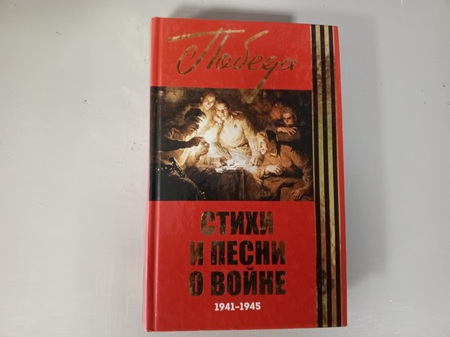 Победа
СТИХИ
И ПЕСНИ
О ВОЙНЕ
1941-1945